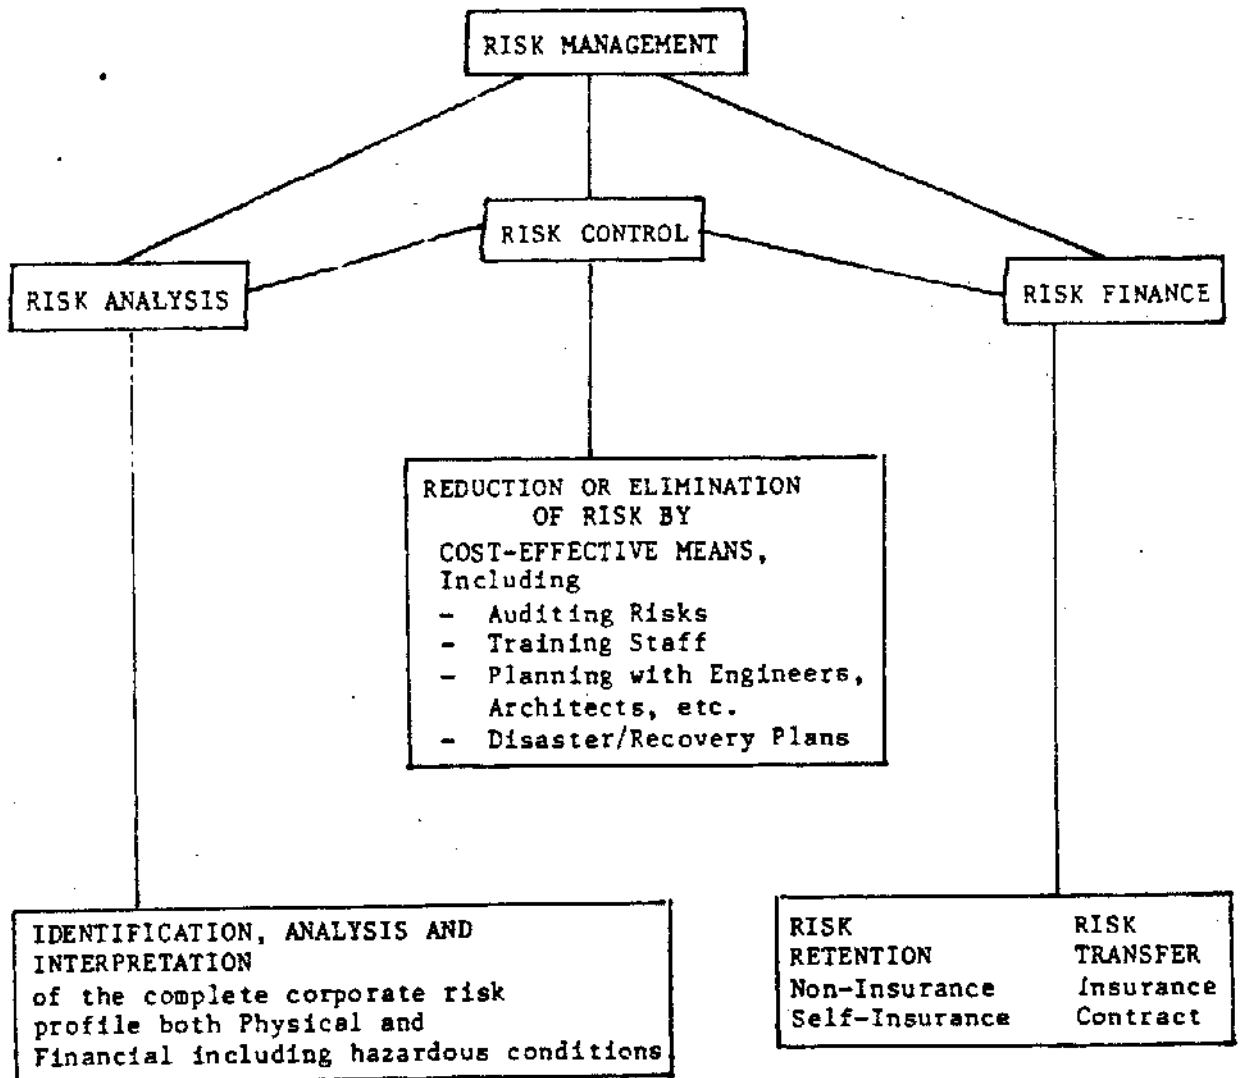 RISK MANAGEMENT
RISK CONTROL
RISK ANALYSIS
RISK FINANCE
REDUCTION OR ELIMINATION
OF RISK BY
COST-EFFECTIVE MEANS,
Including
- Auditing Risks
- Training Staff
- Planning with Engineers,
Architects, etc.
- Disaster/Recovery Plans
IDENTIFICATION, ANALYSIS AND
INTERPRETATION
of the complete corporate risk
profile both Physical and
Financial including hazardous conditions
RISK RISK
RETENTION TRANSFER
Non-Insurance Insurance
Self-Insurance Contract